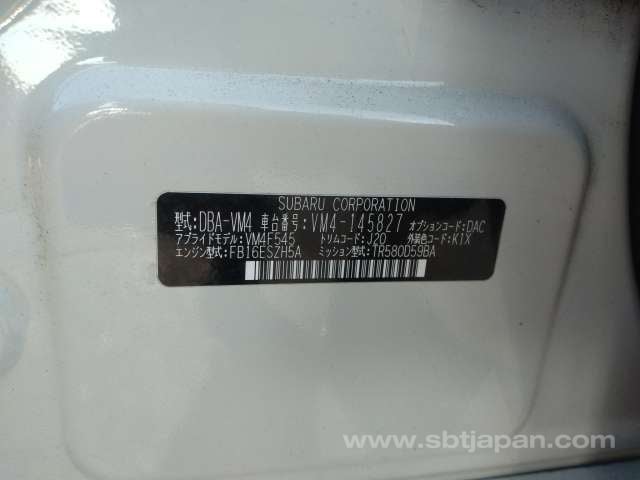 SUBARU CORPORATION
型式:DBA-VM4 車台番号:VM4-145827 オプションコード:DAC
アプライドモデル:VM4F545 トリムコード:J20 外装色コード:K1X
エンジン型式:FB16ESZH5A ミッション型式:TR580D59BA
www.sbtjapan.com